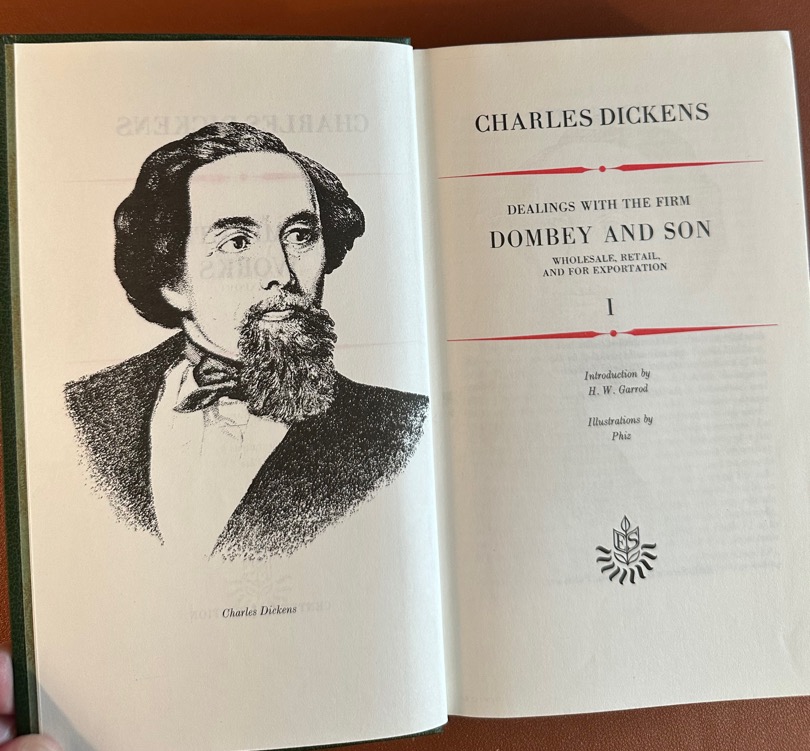 Charles Dickens
CHARLES DICKENS
DEALINGS WITH THE FIRM
DOMBEY AND SON
WHOLESALE, RETAIL,
AND FOR EXPORTATION
I
Introduction by
H. W. Garrod
Illustrations by
Phiz